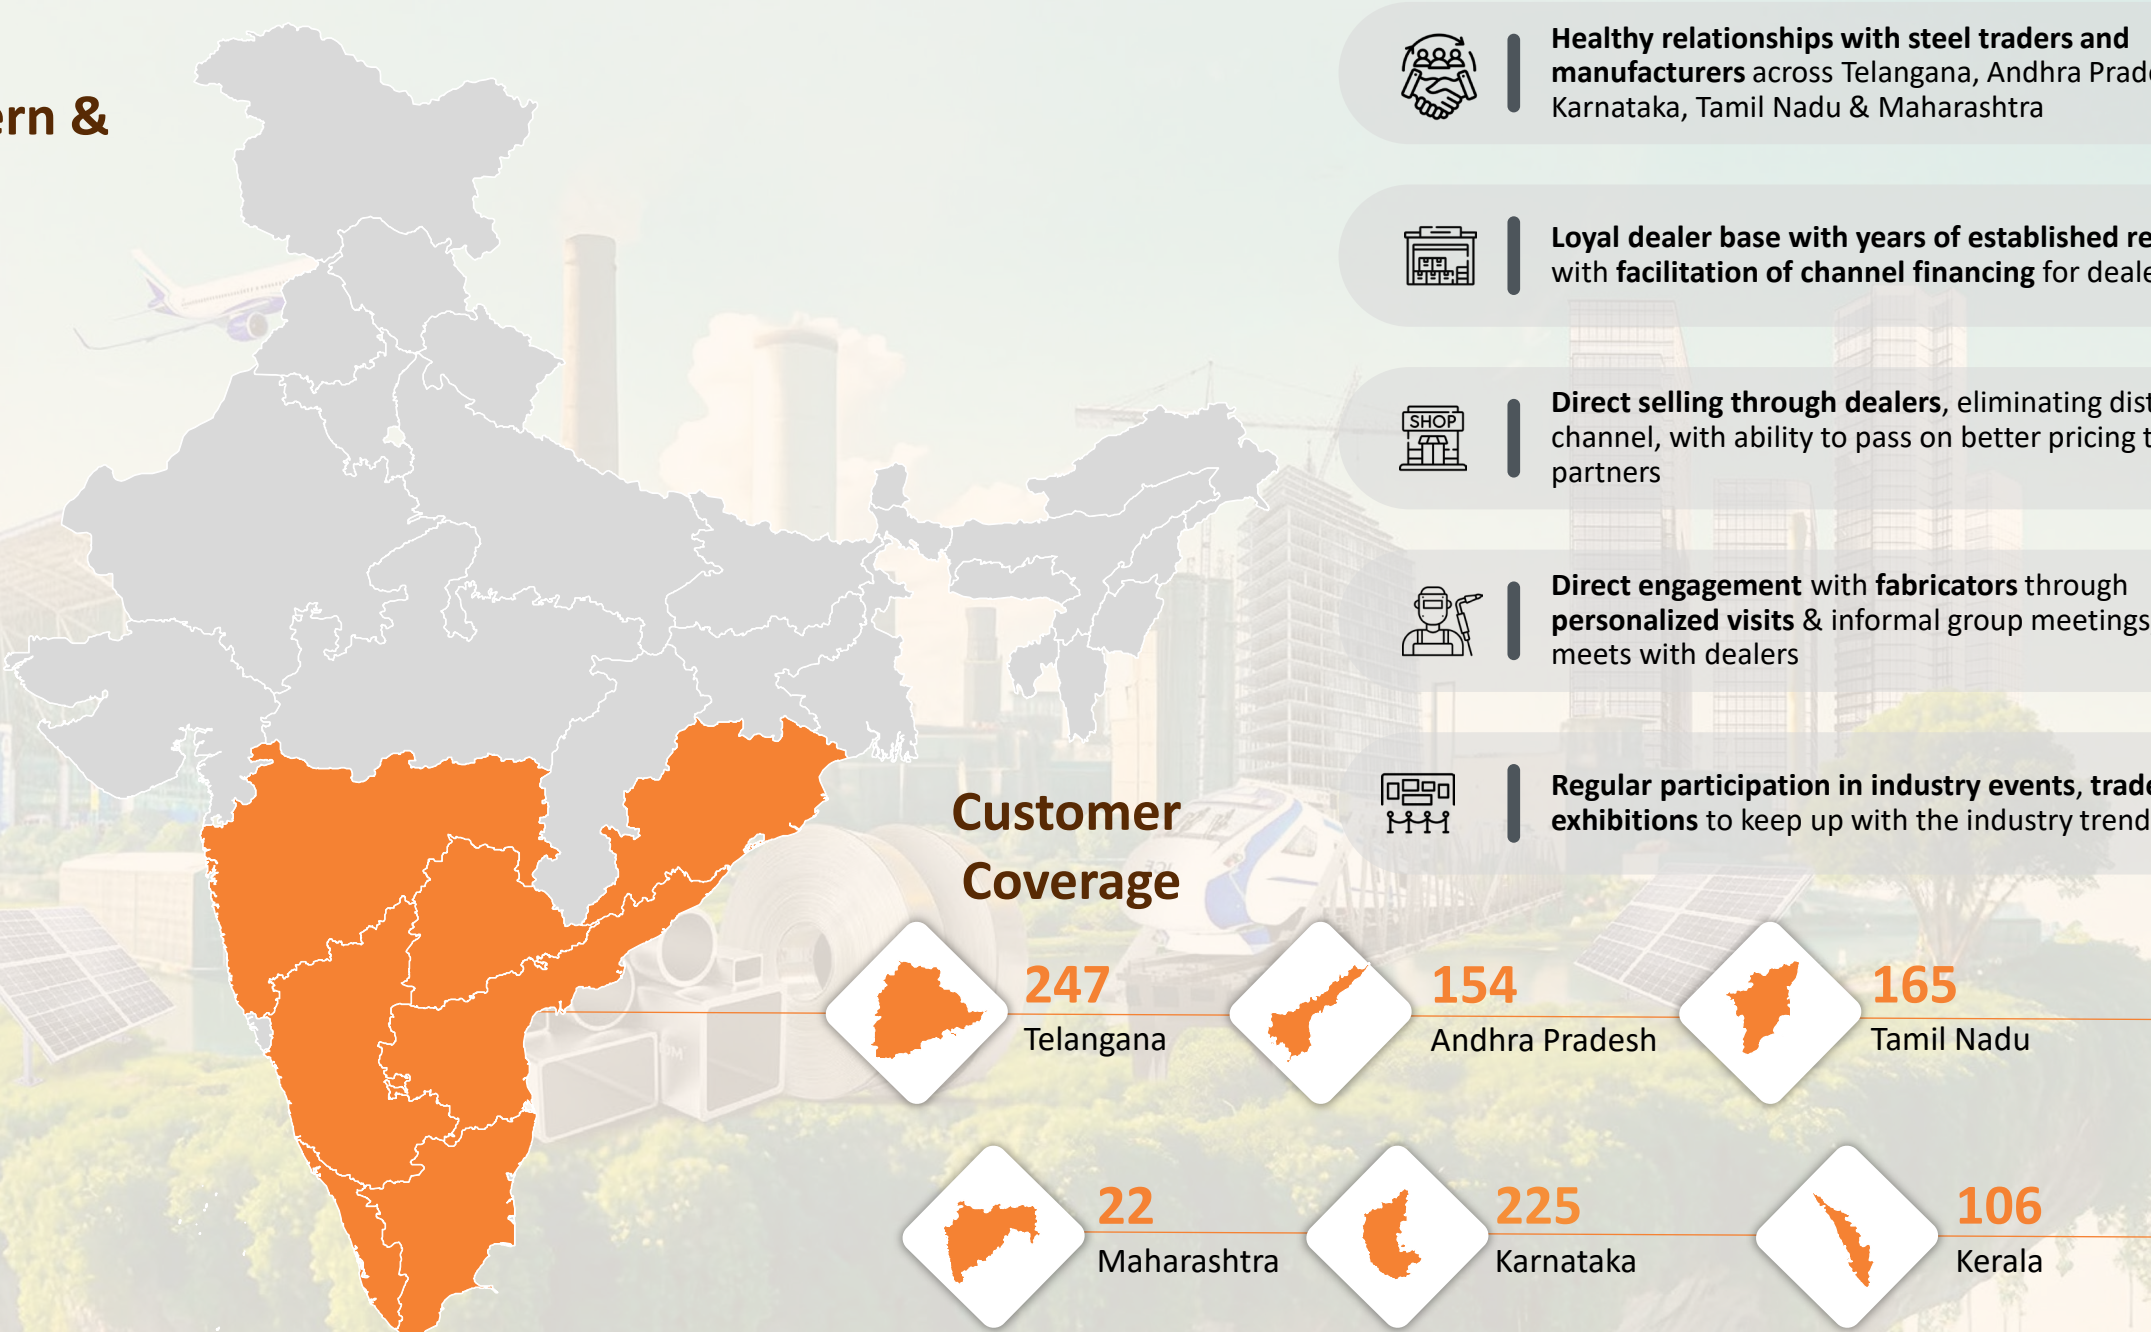 ern &
Healthy relationships with steel traders and
manufacturers across Telangana, Andhra Prade
Karnataka, Tamil Nadu & Maharashtra
Loyal dealer base with years of established re
with facilitation of channel financing for deale
SHOP
Direct selling through dealers, eliminating dist
channel, with ability to pass on better pricing t
partners
Direct engagement with fabricators through
personalized visits & informal group meetings
meets with dealers
Regular participation in industry events, trade
exhibitions to keep up with the industry trend
Customer
Coverage
247
Telangana
154
Andhra Pradesh
165
Tamil Nadu
22
Maharashtra
225
Karnataka
106
Kerala